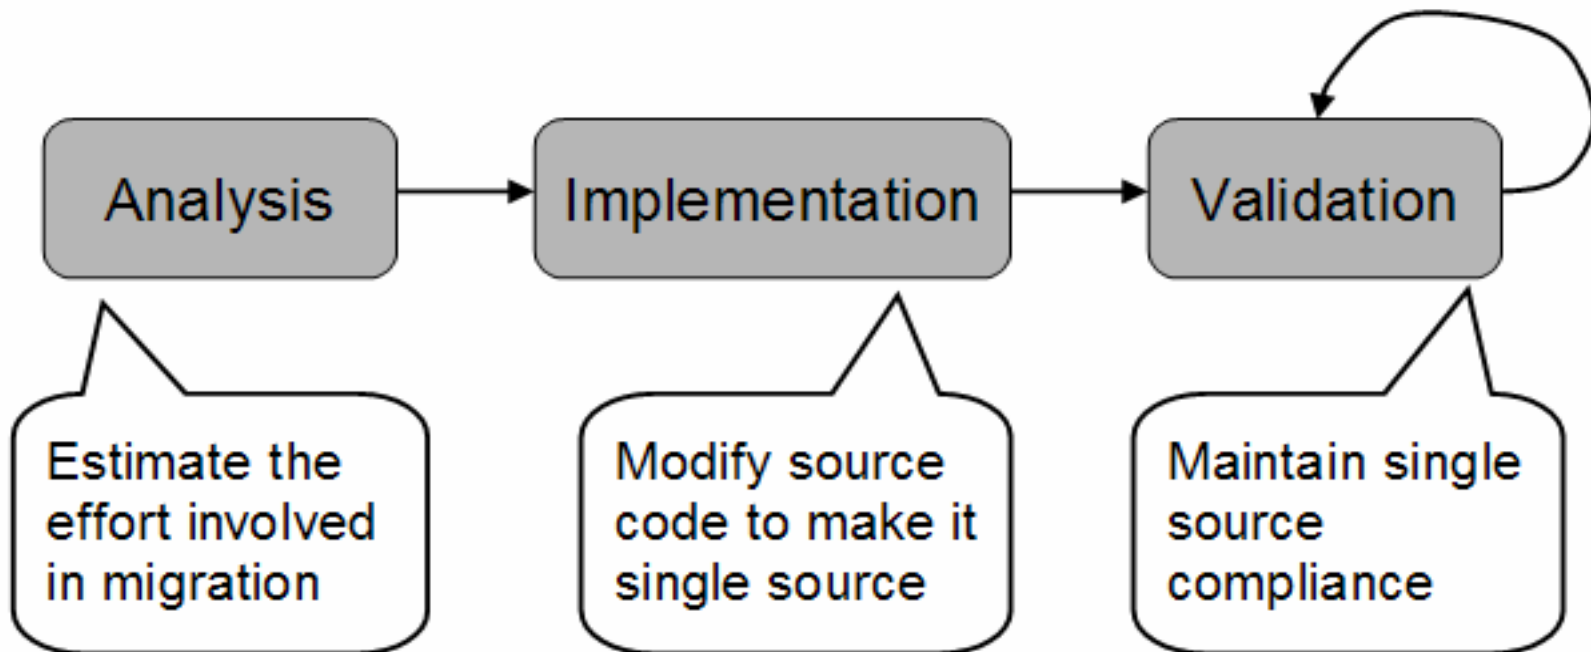 Analysis
Implementation
Validation
Estimate the
effort involved
in migration
Modify source
code to make it
single source
Maintain single
source
compliance